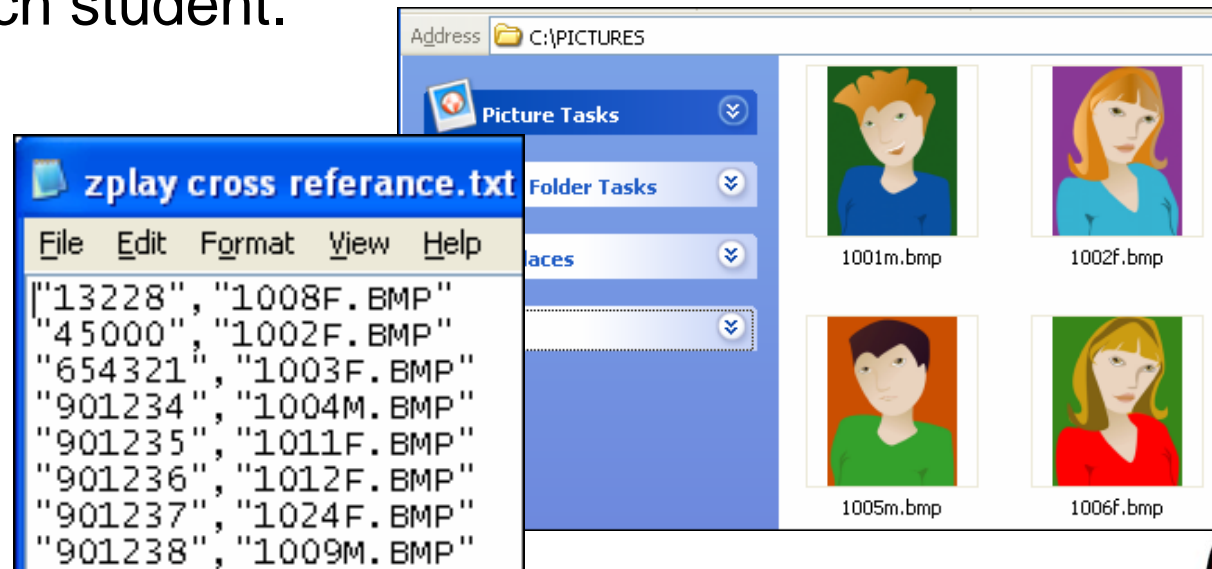 ch student.
Address C:\PICTURES
Picture Tasks
Folder Tasks
laces
1001m.bmp 1002f.bmp
1005m.bmp 1006f.bmp
zplay cross referance.txt
File Edit Format View Help
"13228","1008F.BMP"
"45000","1002F.BMP"
"654321","1003F.BMP"
"901234","1004M.BMP"
"901235","1011F.BMP"
"901236","1012F.BMP"
"901237","1024F.BMP"
"901238","1009M.BMP"